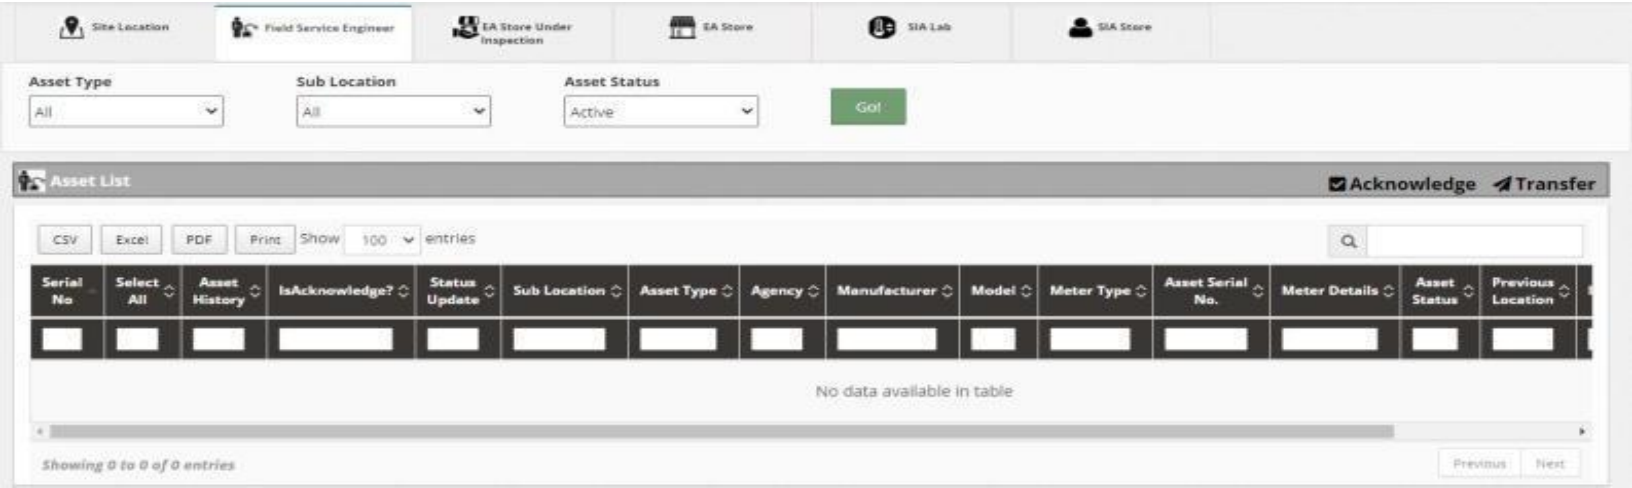 Site Location Field Service Engineer EA Store Under Inspection EA Store SIA Lab SIA Store
Asset Type Sub Location Asset Status
All All Active Go!
Asset List Acknowledge Transfer
CSV Excel PDF Print Show 100 entries
Serial No Select All Asset History IsAcknowledge? Status Update Sub Location Asset Type Agency Manufacturer Model Meter Type Asset Serial No. Meter Details Asset Status Previous Location
No data available in table
Showing 0 to 0 of 0 entries Previous Next